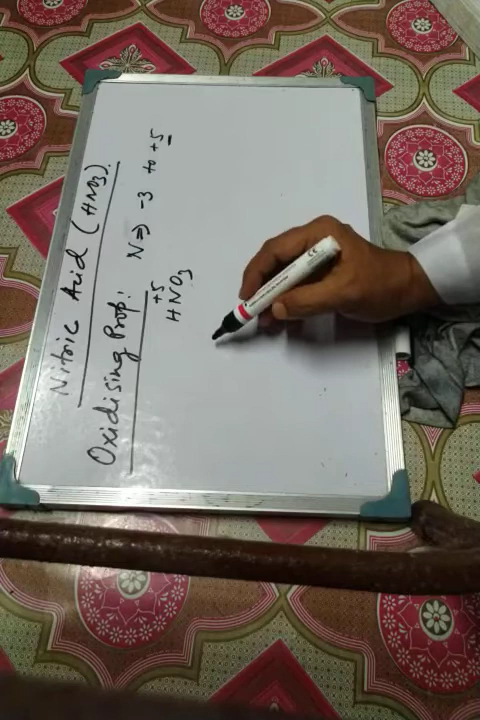 Nitric Acid (HNO3).
Oxidising Prop: N⇒ -3 to +5
+5
HNO3